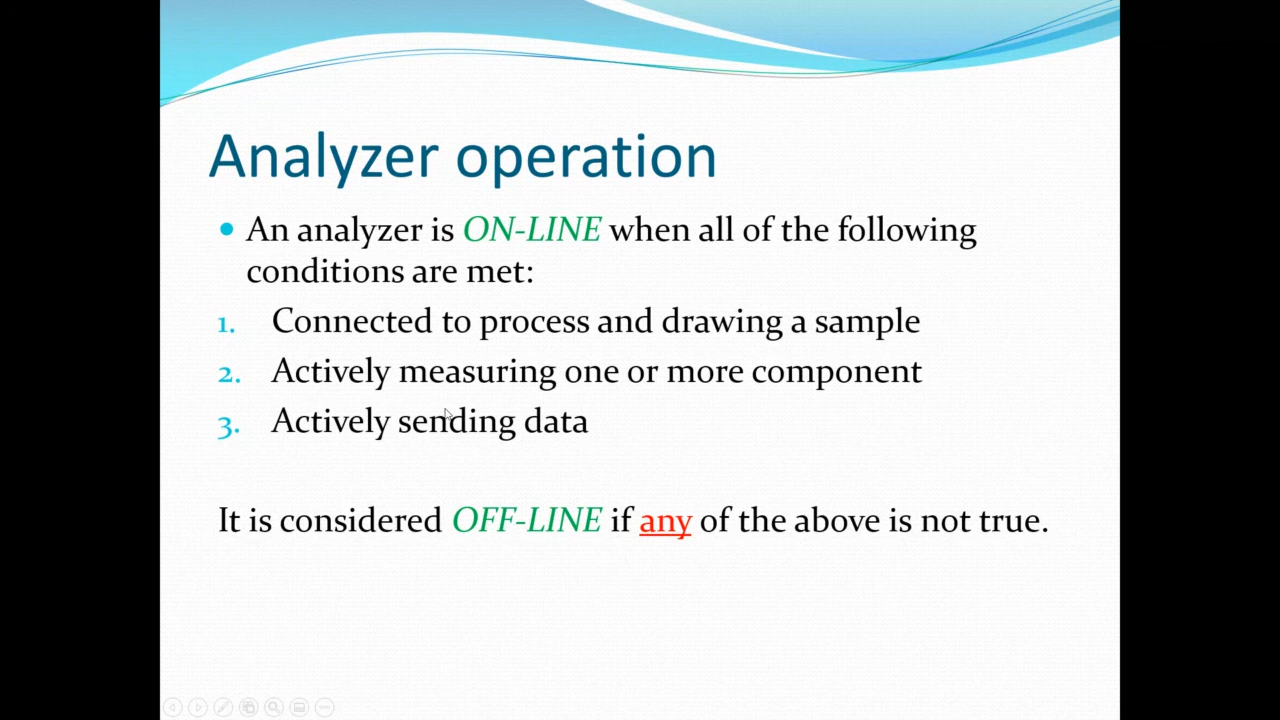 Analyzer operation
• An analyzer is ON-LINE when all of the following
conditions are met:
1. Connected to process and drawing a sample
2. Actively measuring one or more component
3. Actively sending data
It is considered OFF-LINE if any of the above is not true.